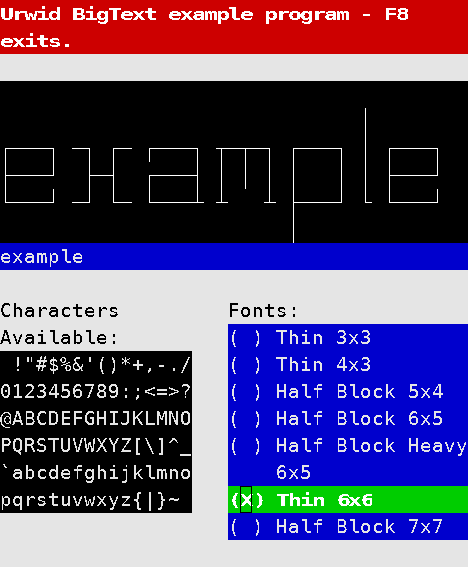 Urwid BigText example program - F8
exits.
example
example
Characters
Available:
 !"#$%&'()*+,-./
0123456789:;<=>?
@ABCDEFGHIJKLMNO
PQRSTUVWXYZ[\]^_
`abcdefghijklmno
pqrstuvwxyz{|}~
Fonts:
( ) Thin 3x3
( ) Thin 4x3
( ) Half Block 5x4
( ) Half Block 6x5
( ) Half Block Heavy
6x5
(X) Thin 6x6
( ) Half Block 7x7